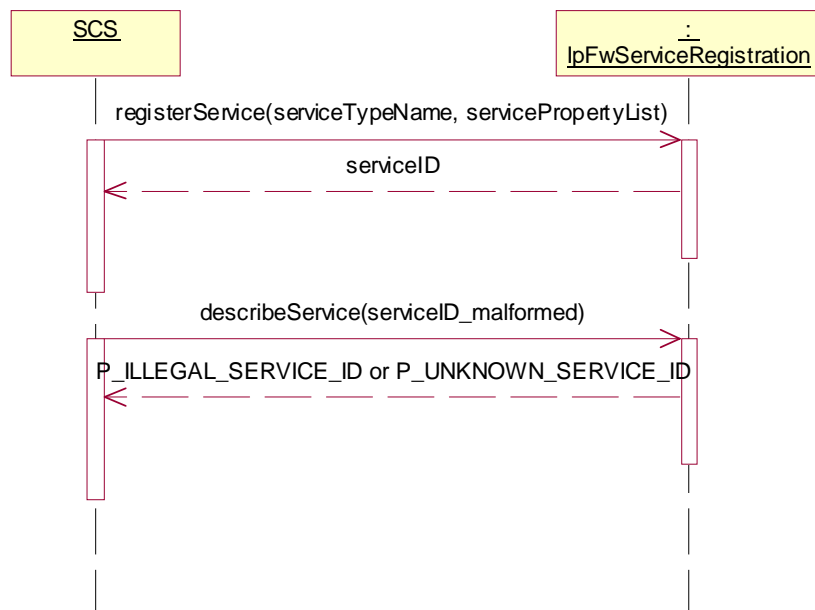 SCS
:
IpFwServiceRegistration
registerService(serviceTypeName, servicePropertyList)
serviceID
describeService(serviceID_malformed)
P_ILLEGAL_SERVICE_ID or P_UNKNOWN_SERVICE_ID